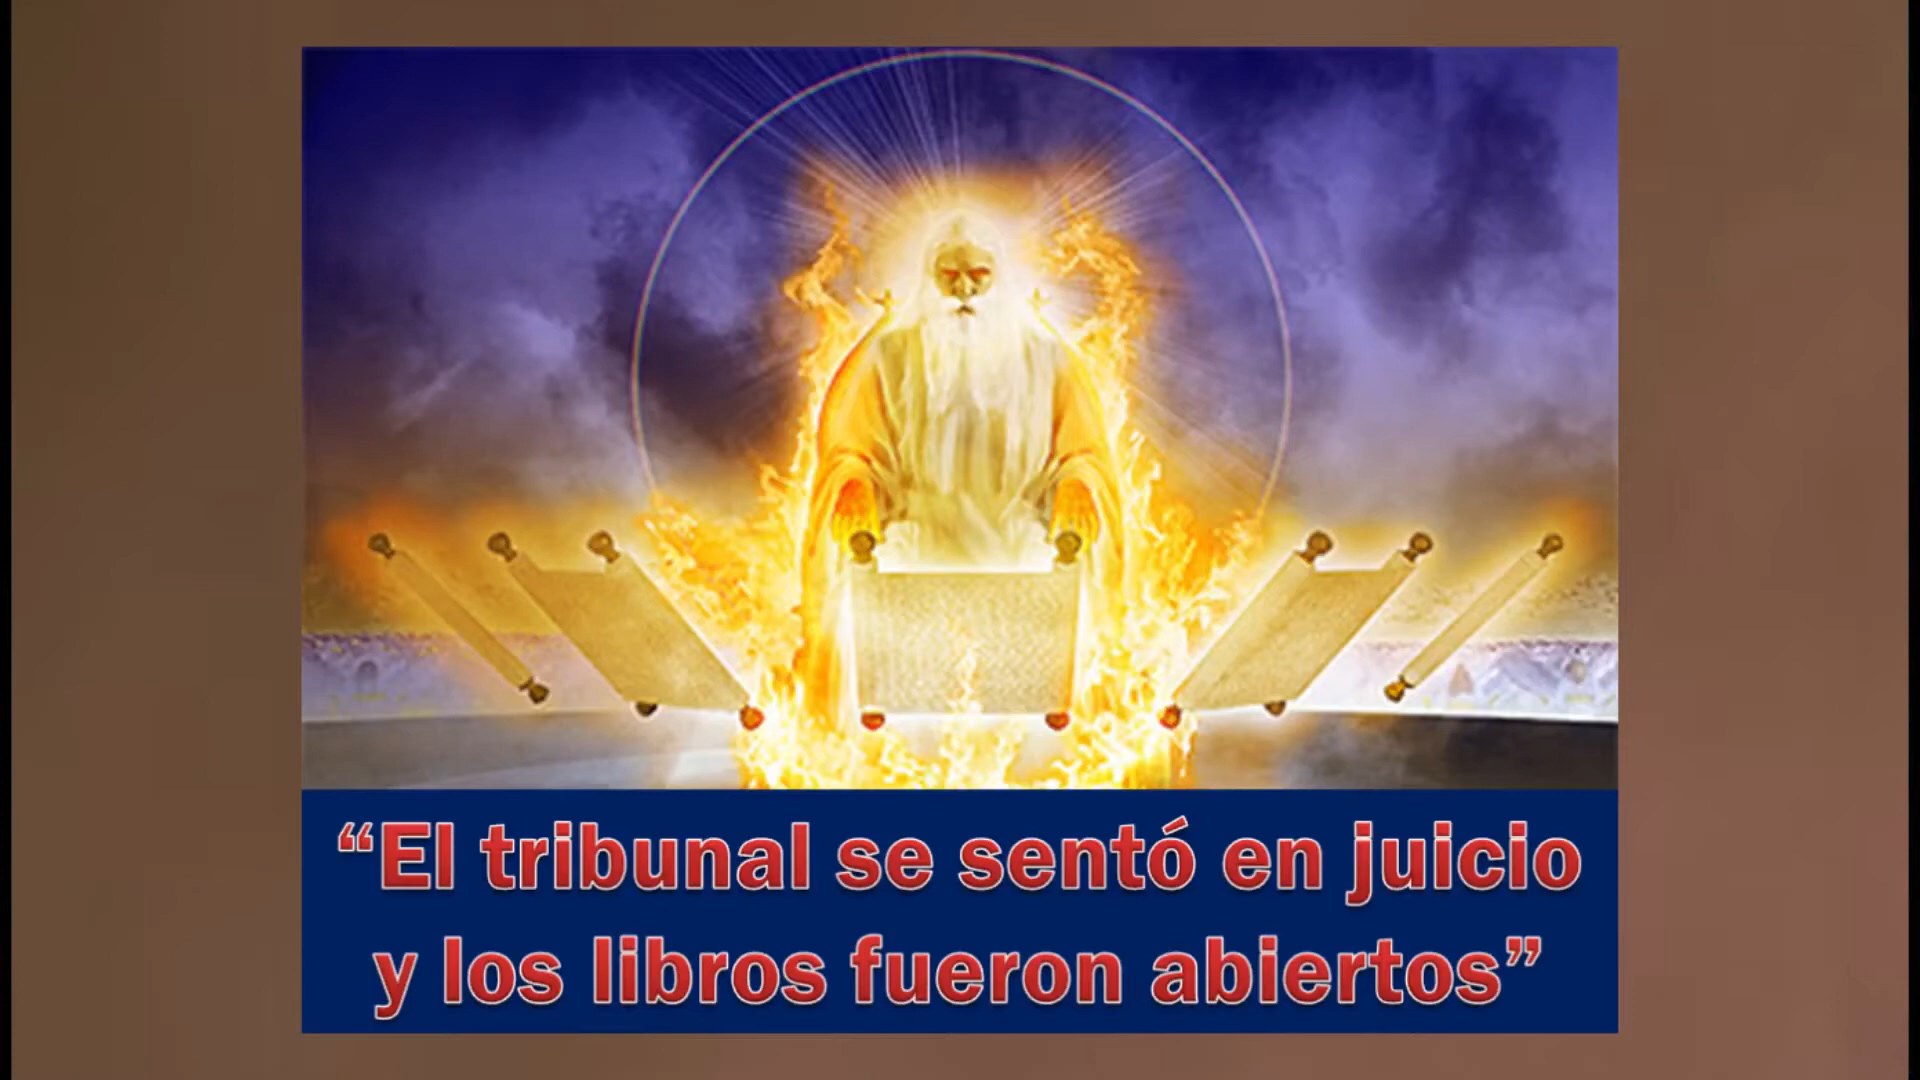 “El tribunal se sentó en juicio
y los libros fueron abiertos”